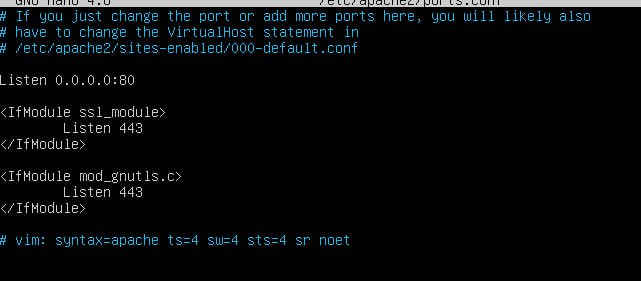 GNU nano 4.8 /etc/apache2/ports.conf
# If you just change the port or add more ports here, you will likely also
# have to change the VirtualHost statement in
# /etc/apache2/sites-enabled/000-default.conf
Listen 0.0.0.0:80
<IfModule ssl_module>
Listen 443
</IfModule>
<IfModule mod_gnutls.c>
Listen 443
</IfModule>
# vim: syntax=apache ts=4 sw=4 sts=4 sr noet